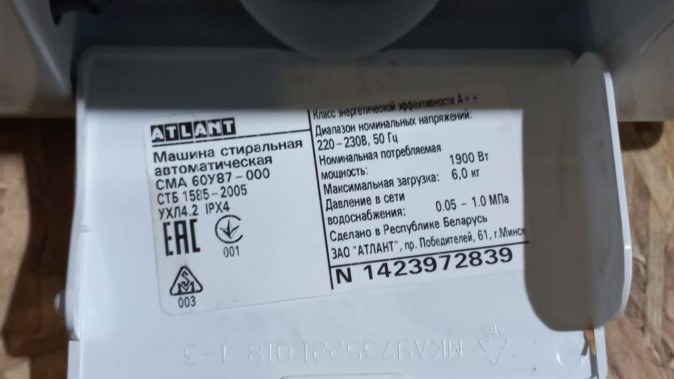 ATLANT
Машина стиральная
автоматическая
СМА 60У87-000
СТБ 1585-2005
УХЛ4.2 IPX4
EAC
001
003
Класс энергетической эффективности A++
Диапазон номинальных напряжений:
220-230В, 50 Гц
Номинальная потребляемая
мощность: 1900 Вт
Максимальная загрузка: 6,0 кг
Давление в сети
водоснабжения: 0.05 - 1.0 МПа
Сделано в Республике Беларусь
ЗАО "АТЛАНТ", пр. Победителей, 61, г.Минск
N 1423972839
ABS